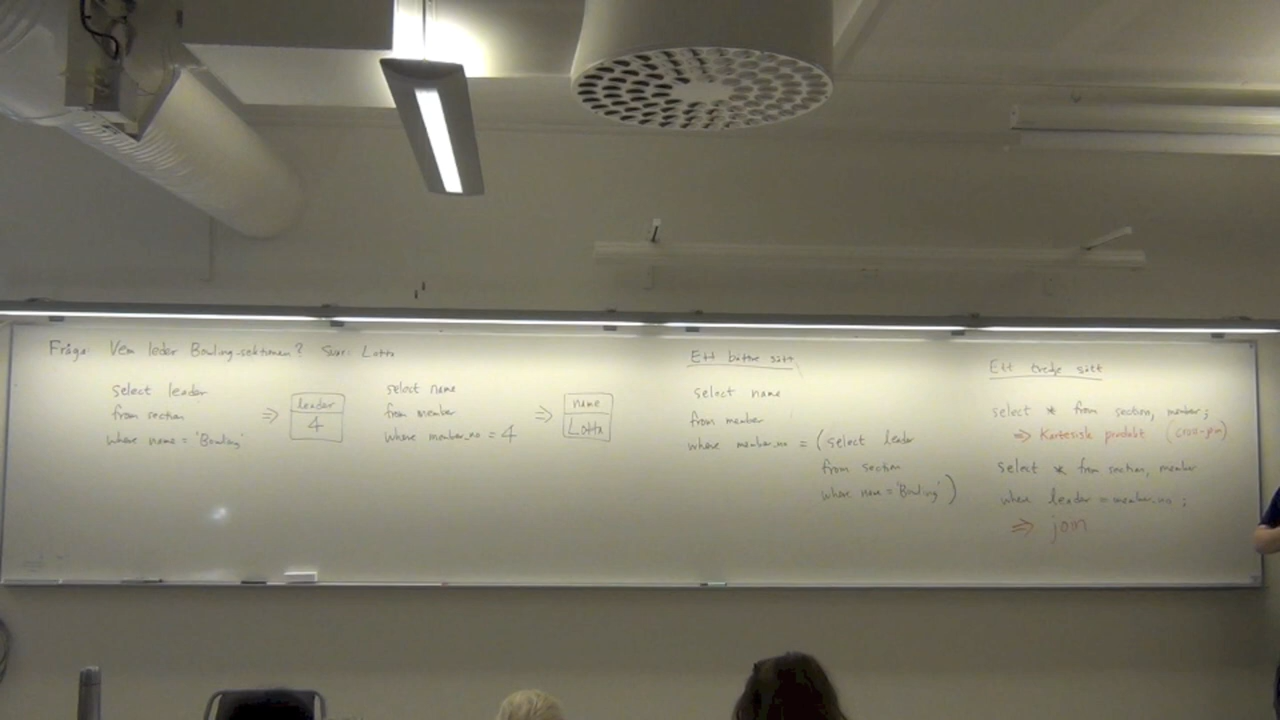 Fråga: Vem leder Bowling-sektionen? Svar: Lotta
select leader
from section
where name = 'Bowling'
⇒
leader
4
select name
from member
where member_no = 4
⇒
name
Lotta
Ett bättre sätt
select name
from member
where member_no = (select leader
from section
where name = 'Bowling')
Ett tredje sätt
select * from section, member;
⇒ Kartesisk produkt (cross-join)
select * from section, member
where leader = member_no;
⇒ join